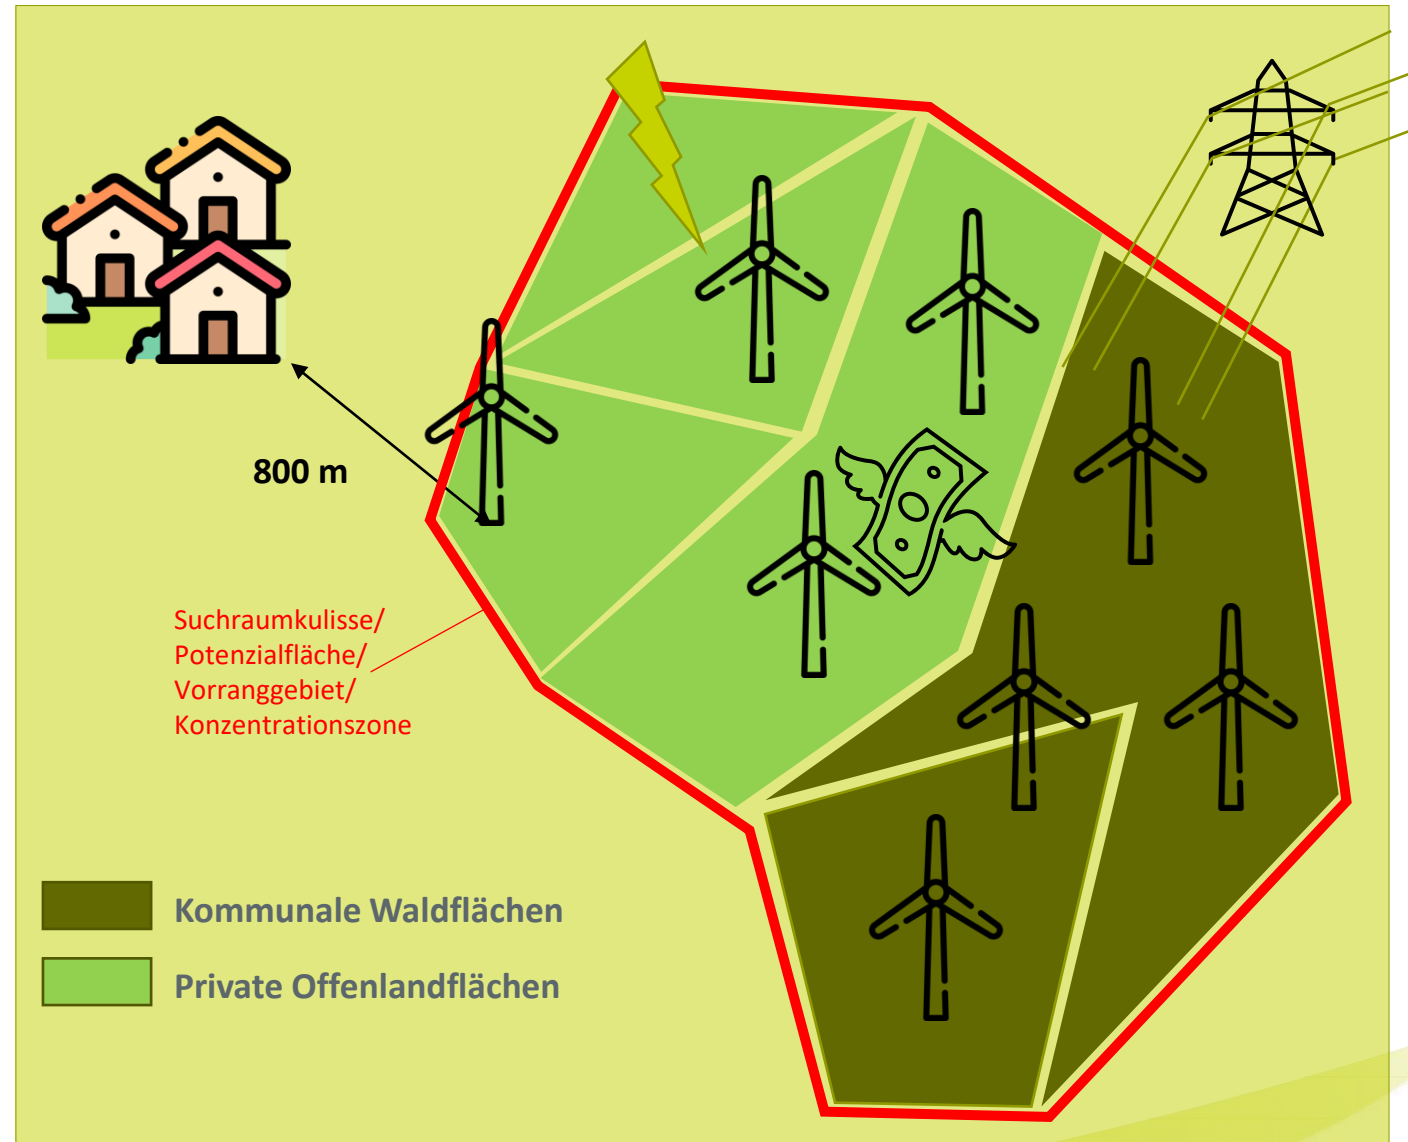 800 m
Suchraumkulisse/
Potenzialfläche/
Vorranggebiet/
Konzentrationszone
Kommunale Waldflächen
Private Offenlandflächen